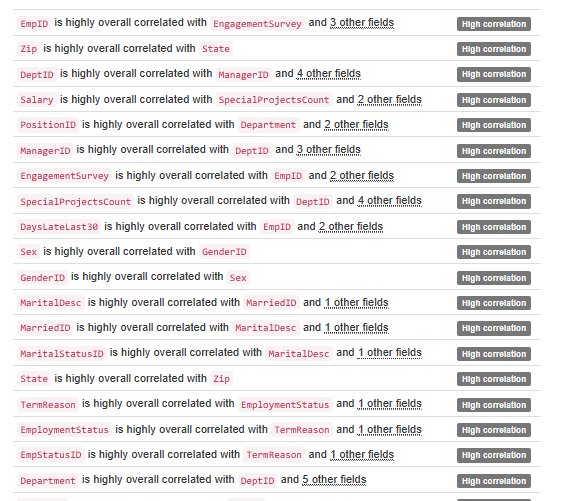 EmpID is highly overall correlated with EngagementSurvey and 3 other fields High correlation
Zip is highly overall correlated with State High correlation
DeptID is highly overall correlated with ManagerID and 4 other fields High correlation
Salary is highly overall correlated with SpecialProjectsCount and 2 other fields High correlation
PositionID is highly overall correlated with Department and 2 other fields High correlation
ManagerID is highly overall correlated with DeptID and 3 other fields High correlation
EngagementSurvey is highly overall correlated with EmpID and 2 other fields High correlation
SpecialProjectsCount is highly overall correlated with DeptID and 4 other fields High correlation
DaysLateLast30 is highly overall correlated with EmpID and 2 other fields High correlation
Sex is highly overall correlated with GenderID High correlation
GenderID is highly overall correlated with Sex High correlation
MaritalDesc is highly overall correlated with MarriedID and 1 other fields High correlation
MarriedID is highly overall correlated with MaritalDesc and 1 other fields High correlation
MaritalStatusID is highly overall correlated with MaritalDesc and 1 other fields High correlation
State is highly overall correlated with Zip High correlation
TermReason is highly overall correlated with EmploymentStatus and 1 other fields High correlation
EmploymentStatus is highly overall correlated with TermReason and 1 other fields High correlation
EmpStatusID is highly overall correlated with TermReason and 1 other fields High correlation
Department is highly overall correlated with DeptID and 5 other fields High correlation